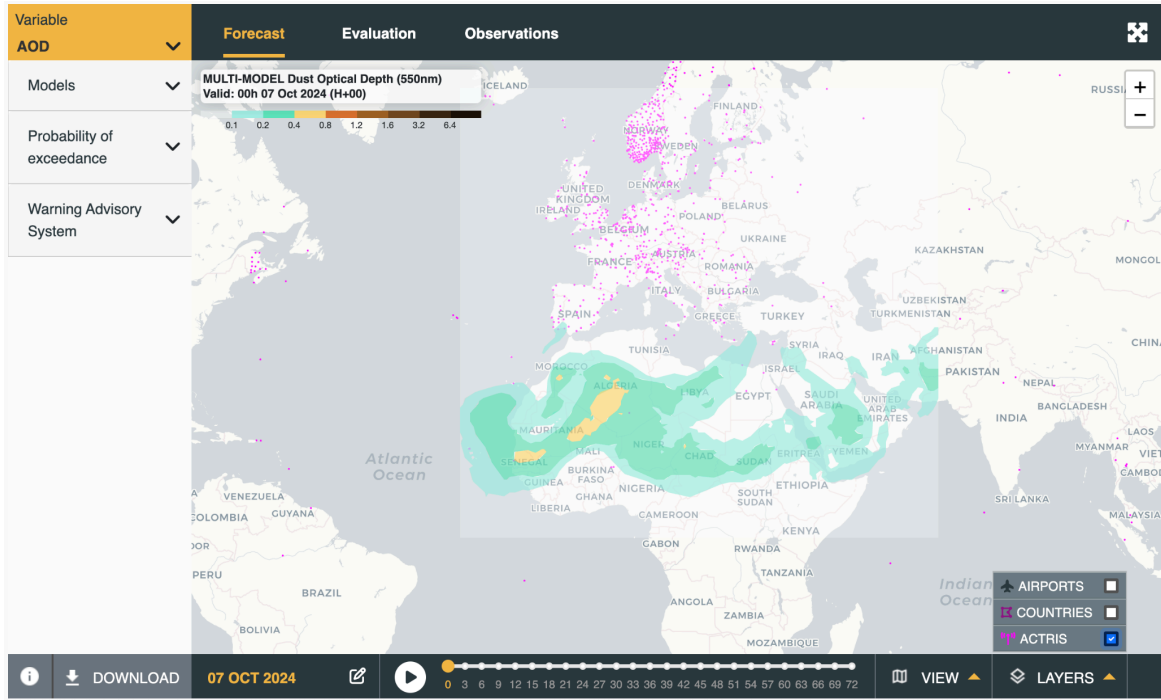 Variable
AOD
Models
Probability of
exceedance
Warning Advisory
System
Forecast
Evaluation
Observations
MULTI-MODEL Dust Optical Depth (550nm)
Valid: 00h 07 Oct 2024 (H+00)
0.1 0.2 0.4 0.8 1.2 1.6 3.2 6.4
+
−
ICELAND
RUSSI
FINLAND
NORWAY
SWEDEN
DENMARK
UNITED
KINGDOM
IRELAND
BELARUS
POLAND
BELGIUM
UKRAINE
KAZAKHSTAN
FRANCE
AUSTRIA
ROMANIA
MONGOL
ITALY
BULGARIA
UZBEKISTAN
SPAIN
GREECE
TURKEY
TURKMENISTAN
TUNISIA
SYRIA
IRAQ
IRAN
AFGHANISTAN
CHIN
MOROCCO
ISRAEL
PAKISTAN
ALGERIA
LIBYA
EGYPT
SAUDI
ARABIA
UNITED
ARAB
EMIRATES
NEPAL
BANGLADESH
INDIA
MAURITANIA
LAOS
MYANMAR
VIET
NIGER
MALI
CHAD
SUDAN
ERITREA
YEMEN
SENEGAL
Atlantic
Ocean
BURKINA
FASO
GUINEA
NIGERIA
ETHIOPIA
CAMBO
SOUTH
SUDAN
GHANA
LIBERIA
SRI LANKA
VENEZUELA
GUYANA
COLOMBIA
CAMEROON
MALAYSIA
KENYA
GABON
RWANDA
DOR
PERU
TANZANIA
BRAZIL
Indian
Ocean
ANGOLA
ZAMBIA
BOLIVIA
MOZAMBIQUE
AIRPORTS
COUNTRIES
ACTRIS
i
DOWNLOAD
07 OCT 2024
0 3 6 9 12 15 18 21 24 27 30 33 36 39 42 45 48 51 54 57 60 63 66 69 72
VIEW
LAYERS